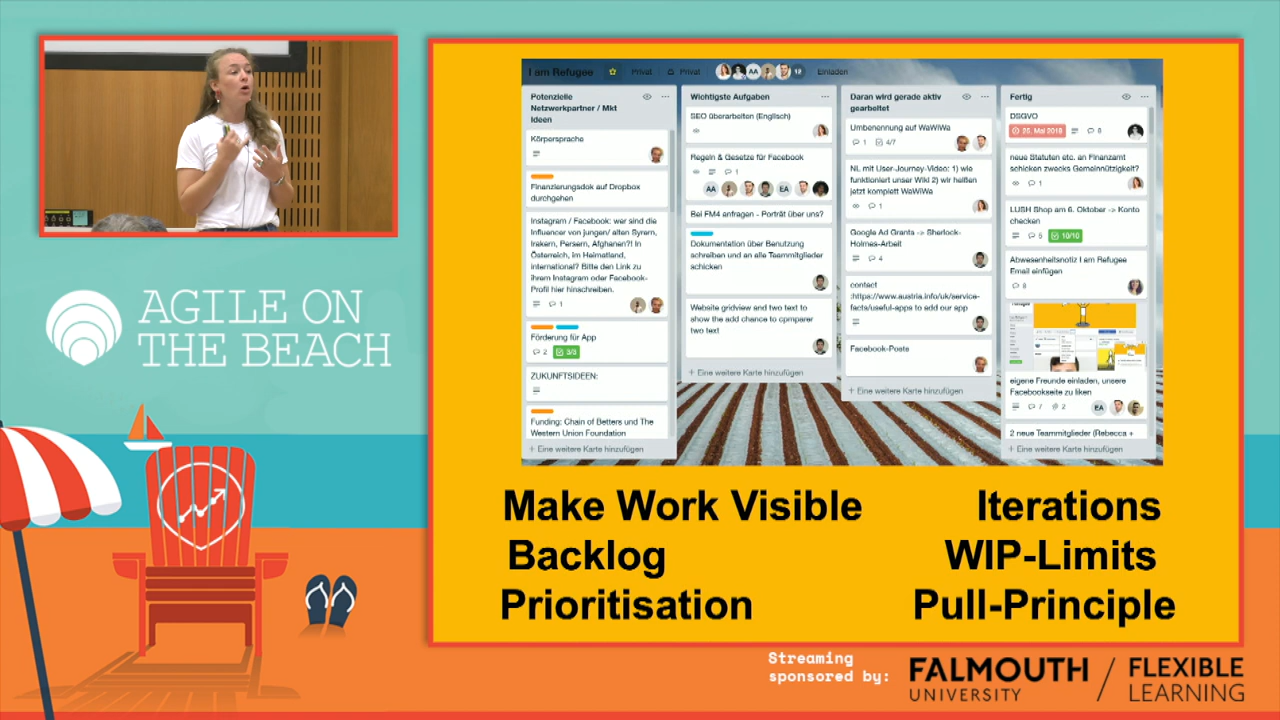 AGILE ON
THE BEACH
I am Refugee
Privat
Privat
AA
12
Einladen
Potenzielle
Netzwerkpartner / Mkt
Ideen
Körpersprache
Finanzierungsdok auf Dropbox
durchgehen
Instagram / Facebook: wer sind die
Influencer von jungen/ alten Syrern,
Irakern, Persern, Afghanen?! In
Österreich, im Heimatland,
international? Bitte den Link zu
ihrem Instagram oder Facebook-
Profil hier hinschreiben.
1
Förderung für App
2
3/3
ZUKUNFTSIDEEN:
Funding: Chain of Betters und The
Western Union Foundation
+ Eine weitere Karte hinzufügen
Wichtigste Aufgaben
SEO überarbeiten (Englisch)
Regeln & Gesetze für Facebook
1
AA
EA
Bei FM4 anfragen - Porträt über uns?
Dokumentation über Benutzung
schreiben und an alle Teammitglieder
schicken
Website gridview and two text to
show the add chance to cpmparer
two text!
+ Eine weitere Karte hinzufügen
Daran wird gerade aktiv
gearbeitet
Umbenennung auf WaWiWa
1
4/7
NL mit User-Journey-Video: 1) wie
funktioniert unser Wiki 2) wir heißen
jetzt komplett WaWiWa
1
Google Ad Grants -> Sherlock-
Holmes-Arbeit
4
contact
:https://www.austria.info/uk/service-
facts/useful-apps to add our app
Facebook-Posts
+ Eine weitere Karte hinzufügen
Fertig
DSGVO
25. Mai 2018
8
neue Statuten etc. an Finanzamt
schicken zwecks Gemeinnützigkeit?
1
LUSH Shop am 6. Oktober -> Konto
checken
5
10/10
Abwesenheitsnotiz I am Refugee
Email einfügen
8
eigene Freunde einladen, unsere
Facebookseite zu liken
7
2
EA
2 neue Teammitglieder (Rebecca +
+ Eine weitere Karte hinzufügen
Make Work Visible
Backlog
Prioritisation
Iterations
WIP-Limits
Pull-Principle
Streaming
sponsored by:
FALMOUTH
UNIVERSITY
FLEXIBLE
LEARNING